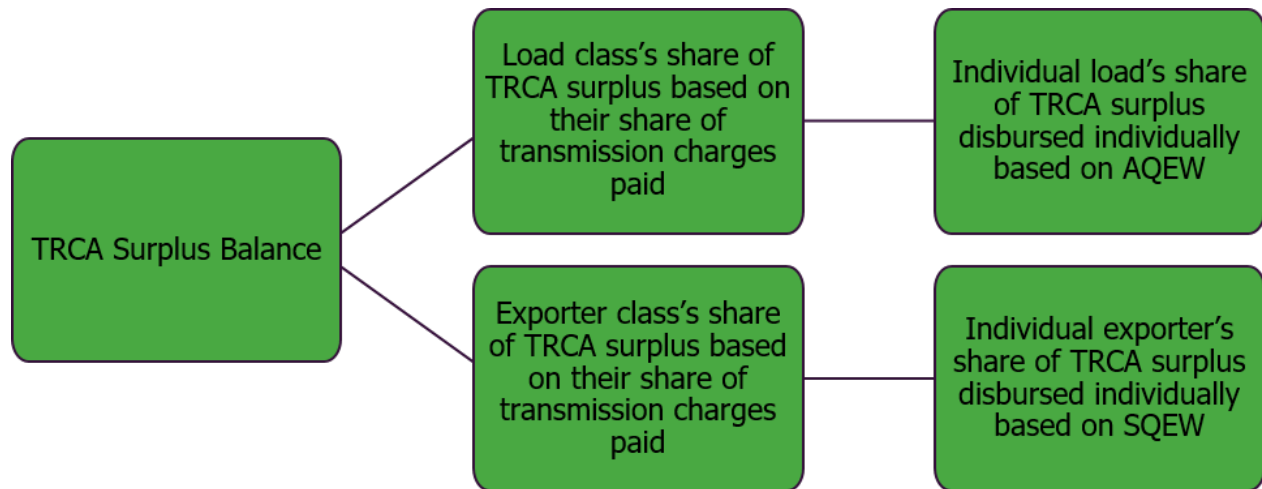 TRCA Surplus Balance
Load class's share of
TRCA surplus based on
their share of
transmission charges
paid
Individual load's share
of TRCA surplus
disbursed individually
based on AQEW
Exporter class's share
of TRCA surplus based
on their share of
transmission charges
paid
Individual exporter's
share of TRCA surplus
disbursed individually
based on SQEW